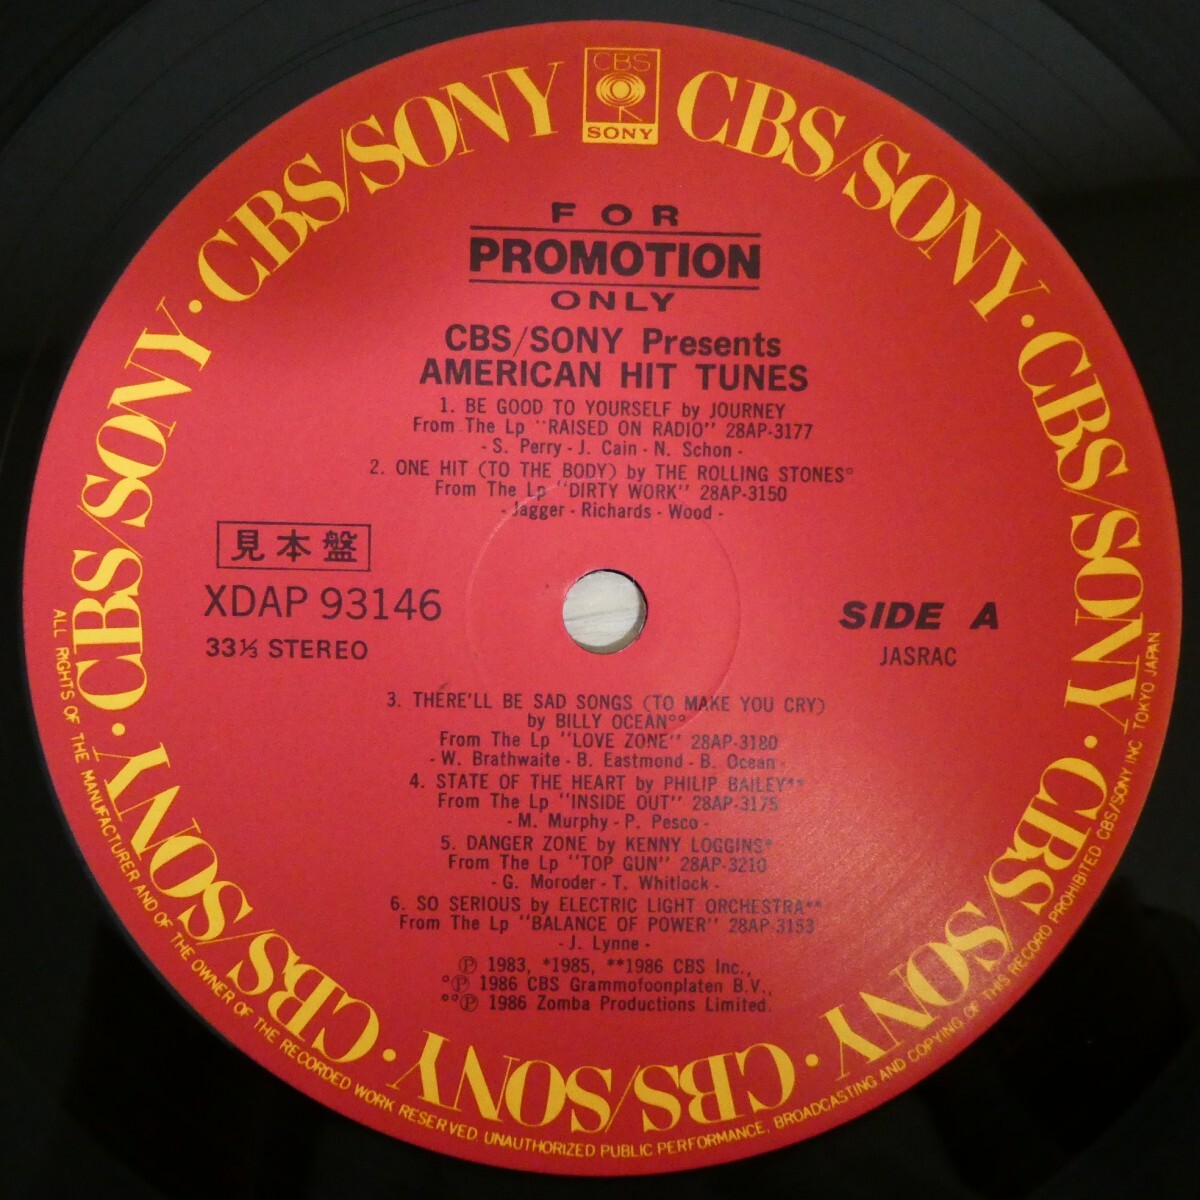 CBS
SONY
CBS/SONY · CBS/SONY · CBS/SONY · CBS/SONY · CBS/SONY · CBS/SONY · CBS/SONY · CBS/SONY · CBS/SONY · CBS/SONY
FOR
PROMOTION
ONLY
CBS/SONY Presents
AMERICAN HIT TUNES
1. BE GOOD TO YOURSELF by JOURNEY
From The Lp "RAISED ON RADIO" 28AP-3177
- S. Perry - J. Cain - N. Schon -
2. ONE HIT (TO THE BODY) by THE ROLLING STONES°
From The Lp "DIRTY WORK" 28AP-3150
- Jagger - Richards - Wood -
見本盤
XDAP 93146
33⅓ STEREO
SIDE A
JASRAC
3. THERE'LL BE SAD SONGS (TO MAKE YOU CRY)
by BILLY OCEAN°°
From The Lp "LOVE ZONE" 28AP-3180
- W. Brathwaite - B. Eastmond - B. Ocean -
4. STATE OF THE HEART by PHILIP BAILEY**
From The Lp "INSIDE OUT" 28AP-3175
- M. Murphy - P. Pesco -
5. DANGER ZONE by KENNY LOGGINS*
From The Lp "TOP GUN" 28AP-3210
- G. Moroder - T. Whitlock -
6. SO SERIOUS by ELECTRIC LIGHT ORCHESTRA**
From The Lp "BALANCE OF POWER" 28AP-3153
- J. Lynne -
Ⓟ 1983, *1985, **1986 CBS Inc.,
°Ⓟ 1986 CBS Grammofoonplaten B.V.,
°°Ⓟ 1986 Zomba Productions Limited.
ALL RIGHTS OF THE MANUFACTURER AND OF THE OWNER OF THE RECORDED WORK RESERVED. UNAUTHORIZED PUBLIC PERFORMANCE, BROADCASTING AND COPYING OF THIS RECORD PROHIBITED CBS/SONY INC TOKYO JAPAN